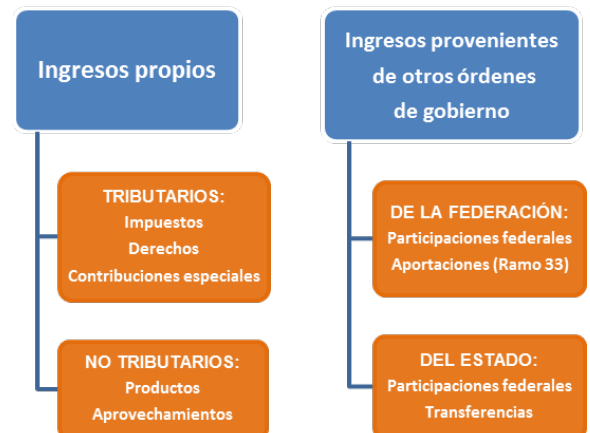 Ingresos propios
TRIBUTARIOS:
Impuestos
Derechos
Contribuciones especiales
NO TRIBUTARIOS:
Productos
Aprovechamientos
Ingresos provenientes
de otros órdenes
de gobierno
DE LA FEDERACIÓN:
Participaciones federales
Aportaciones (Ramo 33)
DEL ESTADO:
Participaciones federales
Transferencias